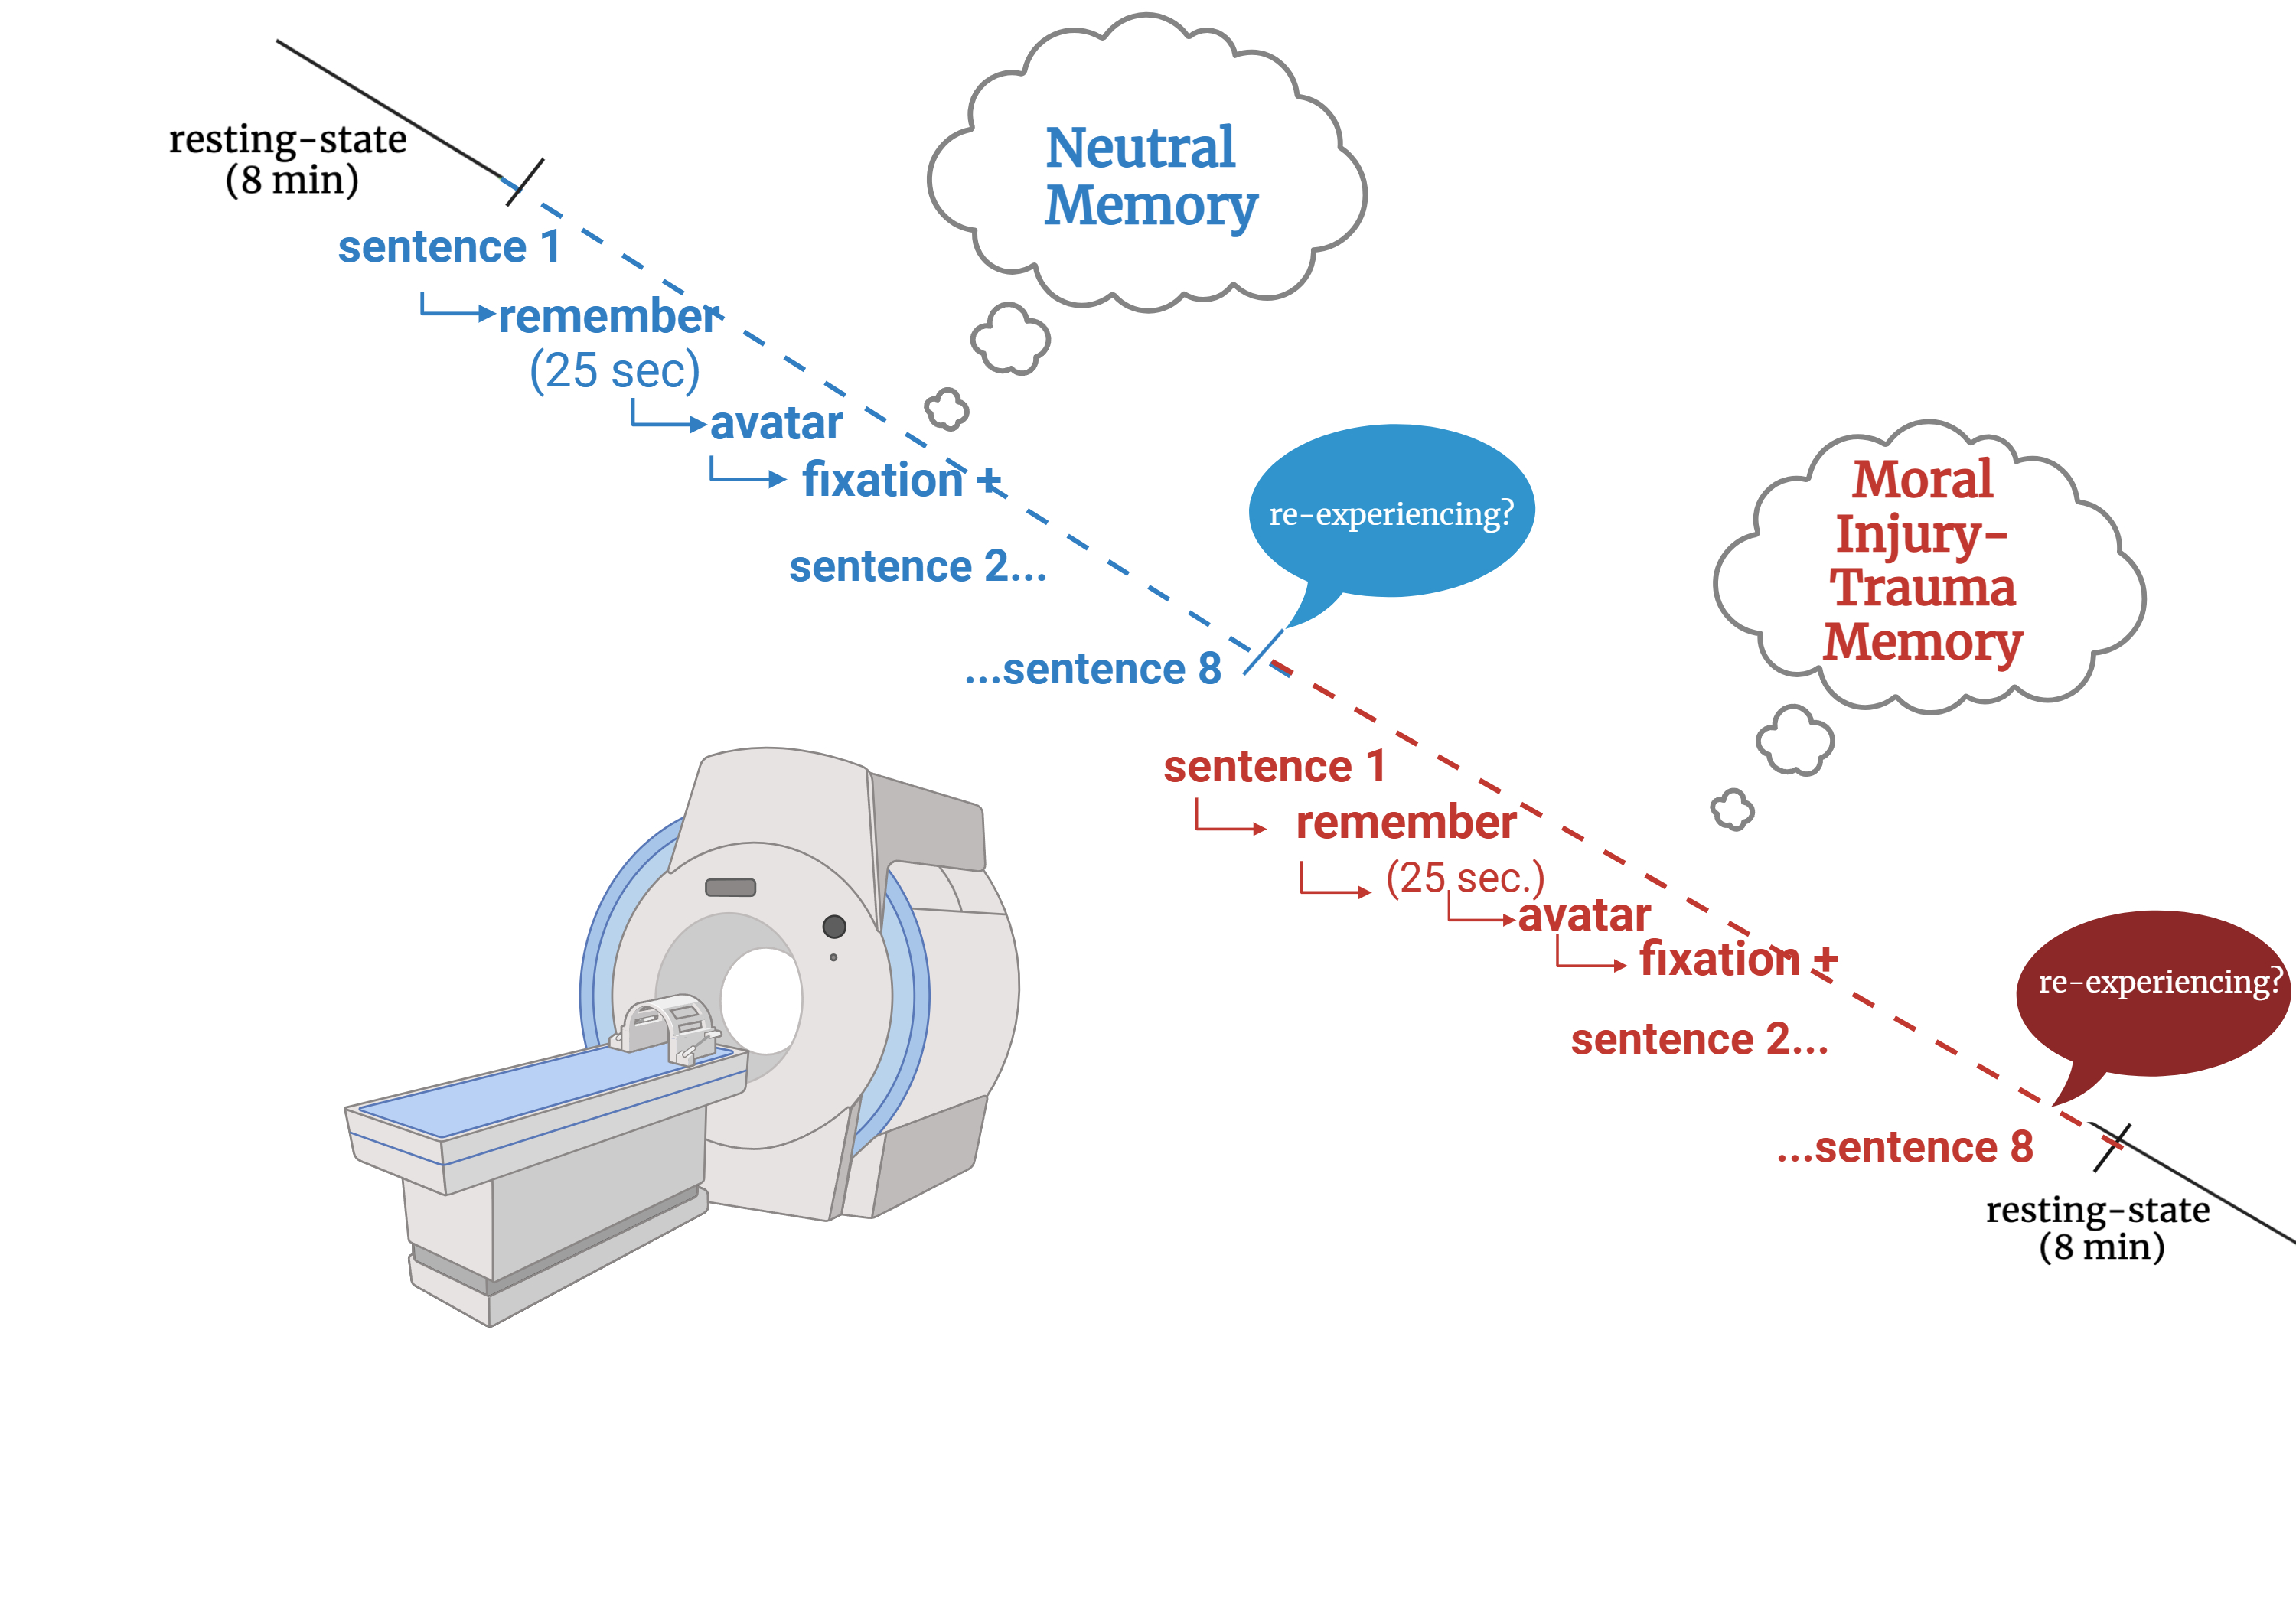 resting-state
(8 min)
Neutral
Memory
sentence 1
remember
(25 sec)
avatar
fixation +
sentence 2...
...sentence 8
re-experiencing?
Moral
Injury-
Trauma
Memory
sentence 1
remember
(25 sec.)
avatar
fixation +
sentence 2...
...sentence 8
re-experiencing?
resting-state
(8 min)